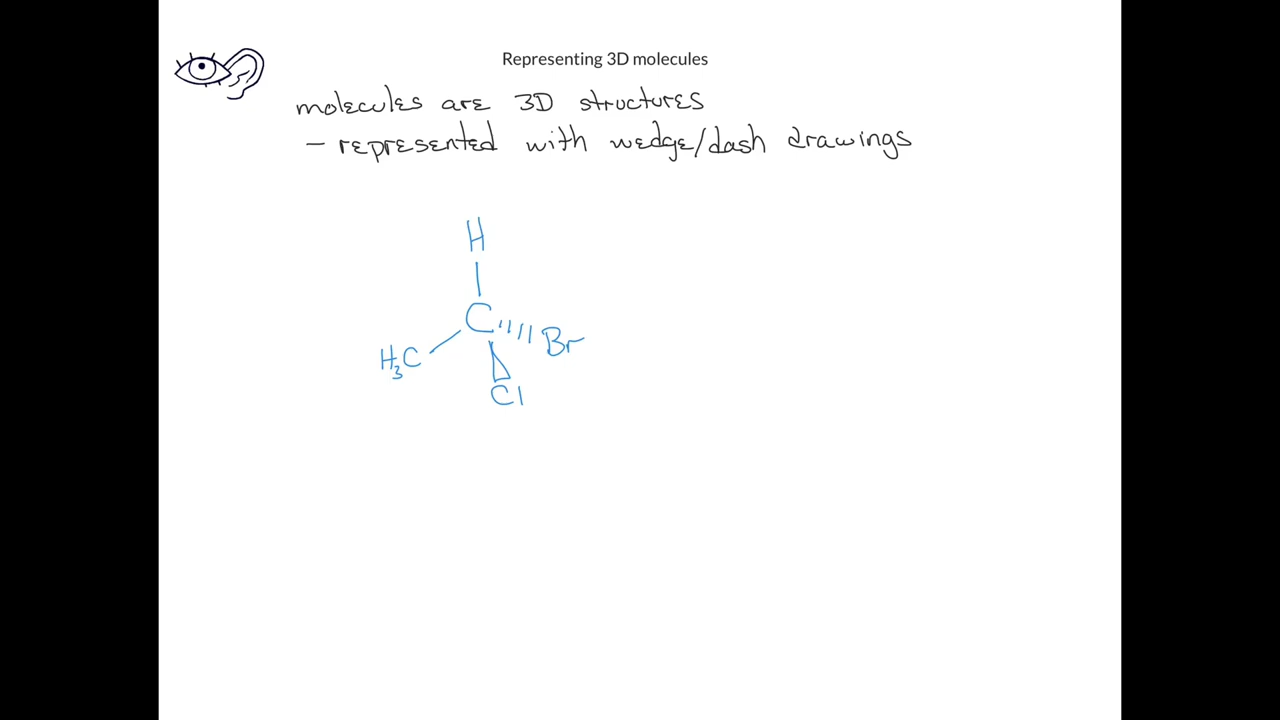 Representing 3D molecules
molecules are 3D structures
– represented with wedge/dash drawings
H
C
Br
H₃C
Cl